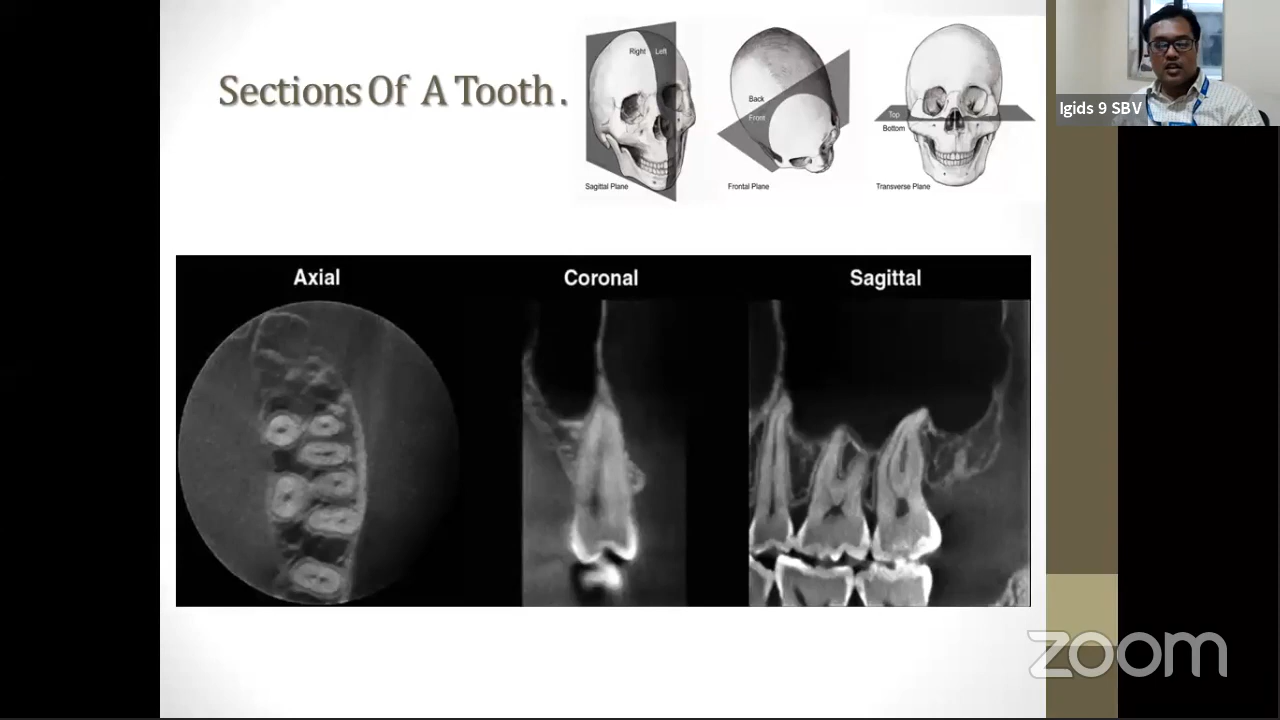 Sections Of A Tooth.
Right Left
Sagittal Plane
Back
Front
Frontal Plane
Top
Bottom
Transverse Plane
Igids 9 SBV
Axial
Coronal
Sagittal
zoom